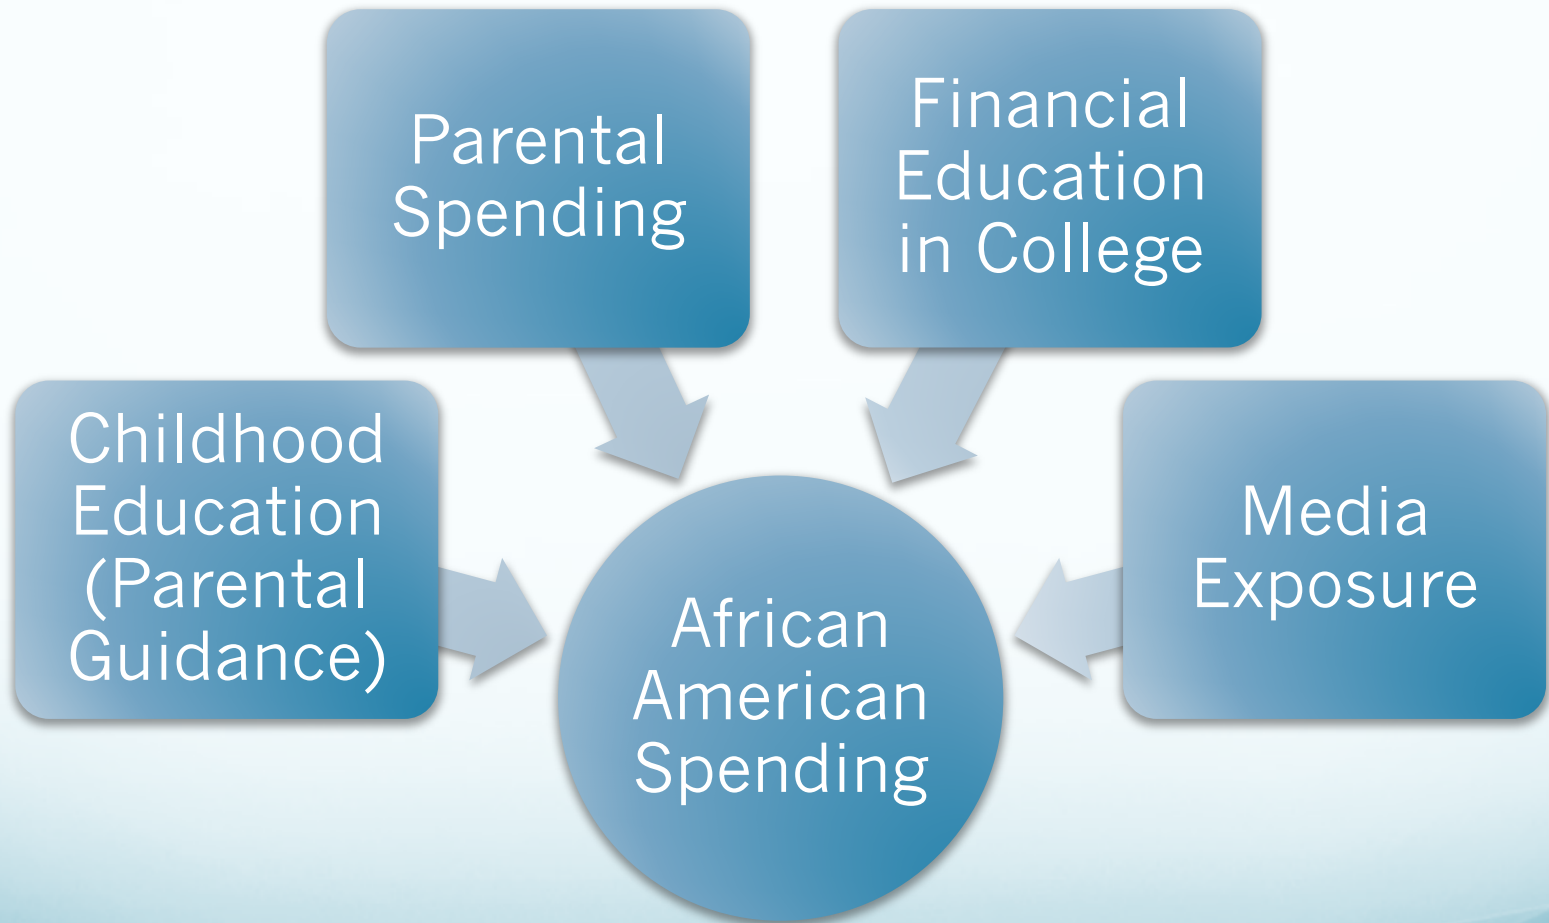 Parental
Spending
Financial
Education
in College
Childhood
Education
(Parental
Guidance)
Media
Exposure
African
American
Spending